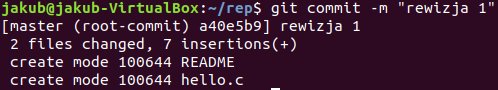 jakub@jakub-VirtualBox:~/rep$ git commit -m "rewizja 1"
[master (root-commit) a40e5b9] rewizja 1
 2 files changed, 7 insertions(+)
 create mode 100644 README
 create mode 100644 hello.c